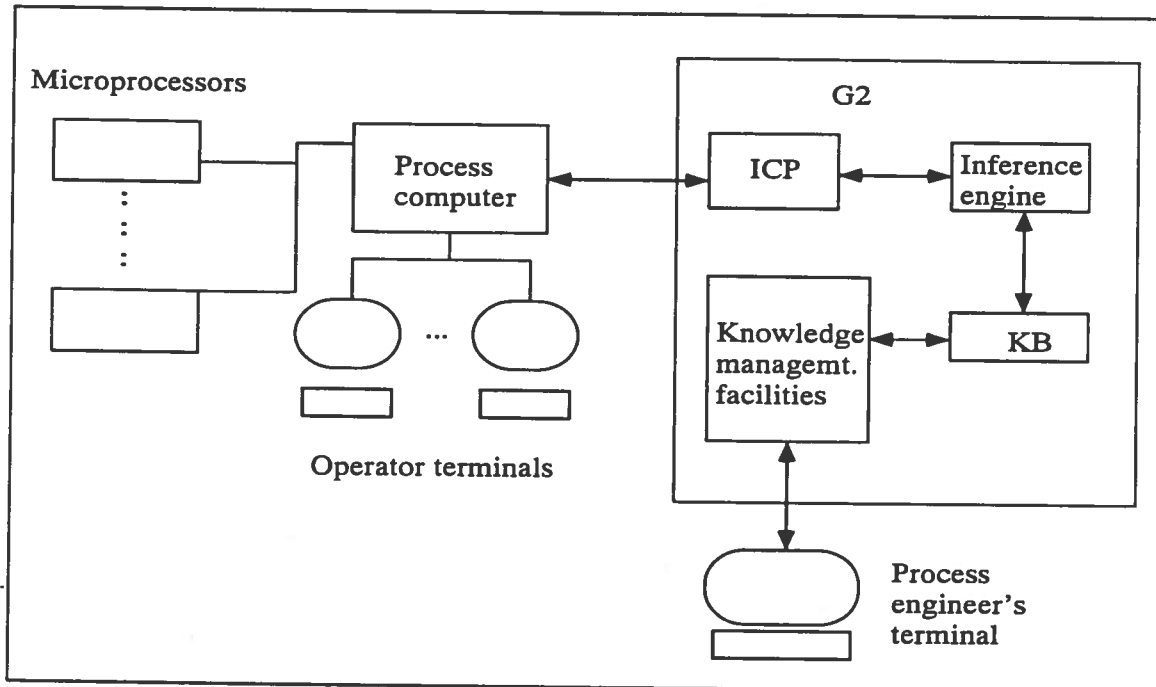 Microprocessors
G2
Process
computer
ICP
Inference
engine
Knowledge
managemt.
facilities
KB
Operator terminals
Process
engineer's
terminal